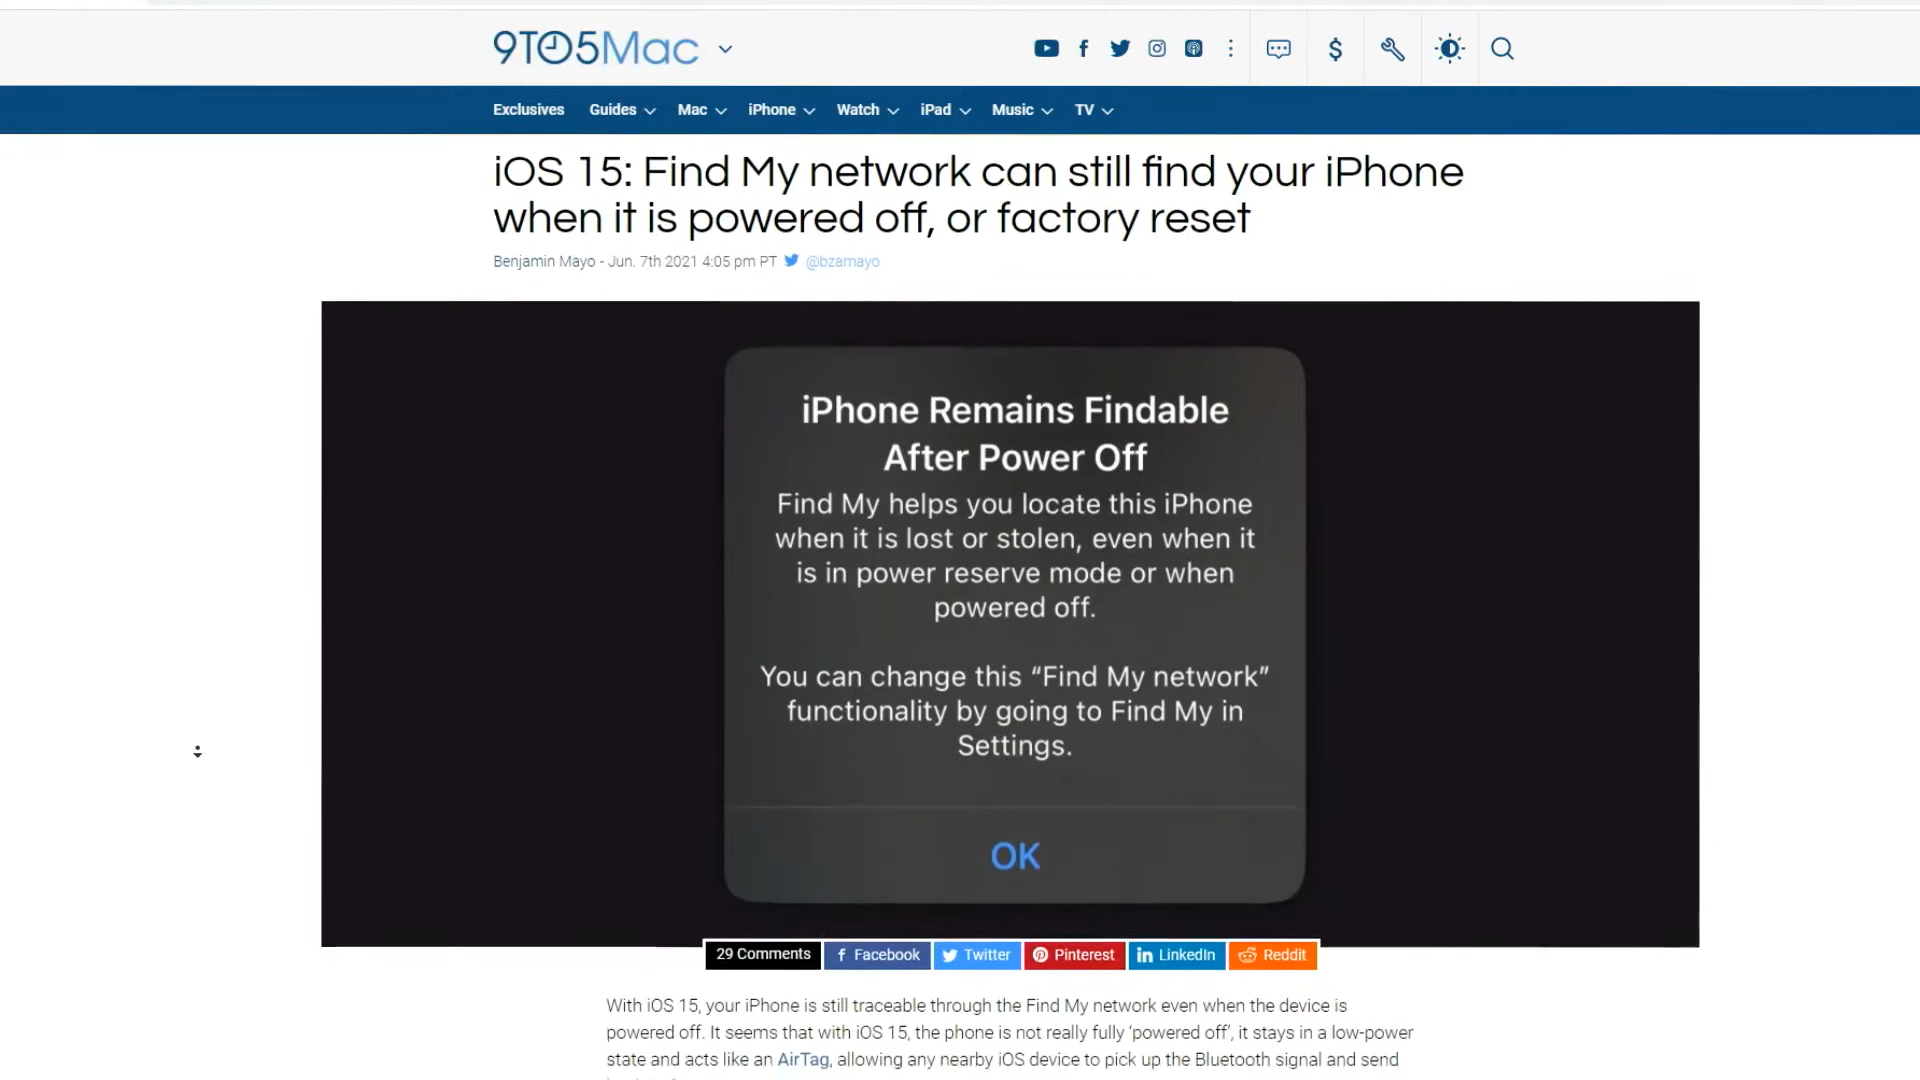 9TO5Mac
Exclusives Guides Mac iPhone Watch iPad Music TV
iOS 15: Find My network can still find your iPhone
when it is powered off, or factory reset
Benjamin Mayo - Jun. 7th 2021 4:05 pm PT @bzamayo
iPhone Remains Findable
After Power Off
Find My helps you locate this iPhone
when it is lost or stolen, even when it
is in power reserve mode or when
powered off.
You can change this “Find My network”
functionality by going to Find My in
Settings.
OK
29 Comments Facebook Twitter Pinterest LinkedIn Reddit
With iOS 15, your iPhone is still traceable through the Find My network even when the device is
powered off. It seems that with iOS 15, the phone is not really fully ‘powered off’, it stays in a low-power
state and acts like an AirTag, allowing any nearby iOS device to pick up the Bluetooth signal and send